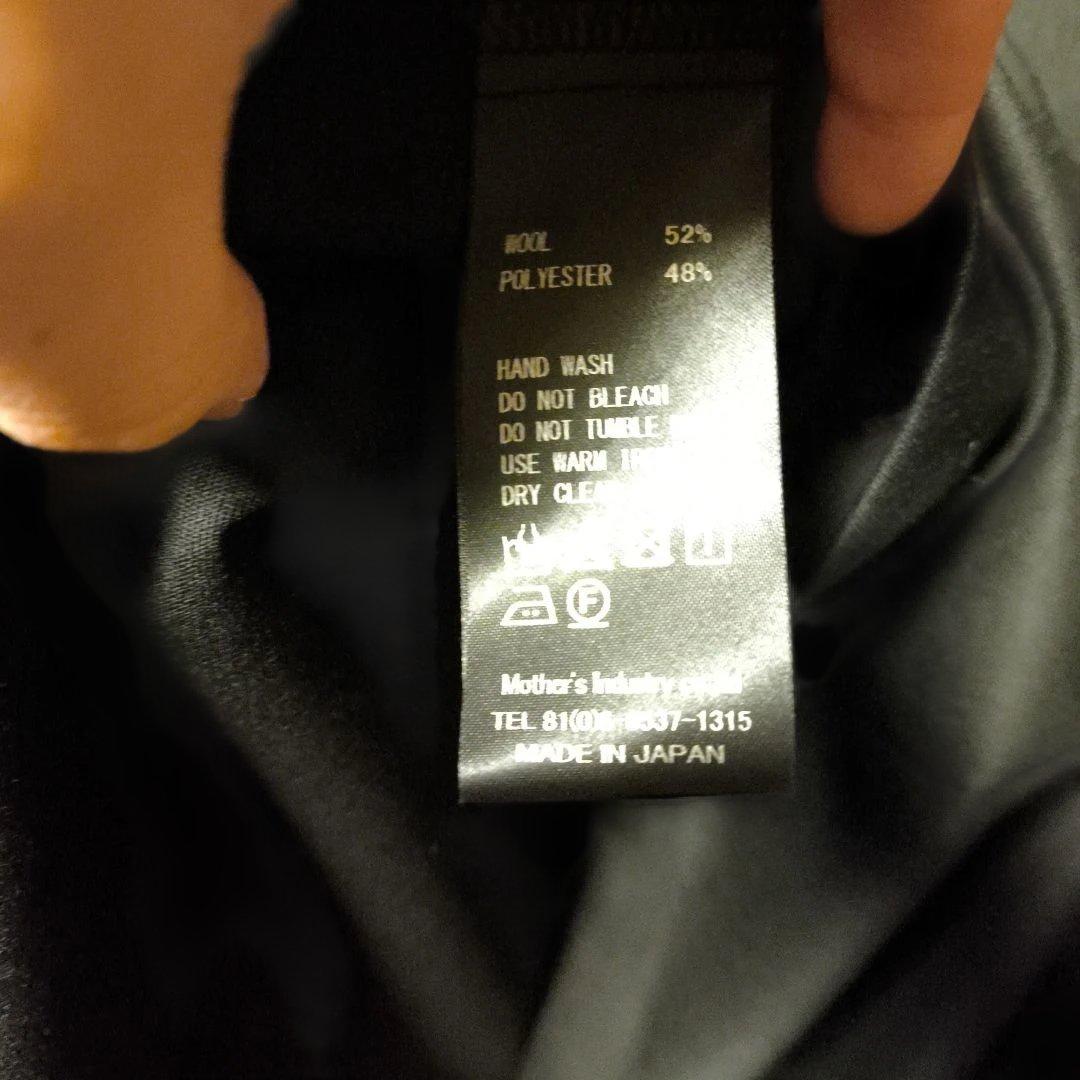 WOOL 52%
POLYESTER 48%
HAND WASH
DO NOT BLEACH
DO NOT TUMBLE
USE WARM
DRY
F
Mother's Industry
TEL
MADE IN JAPAN